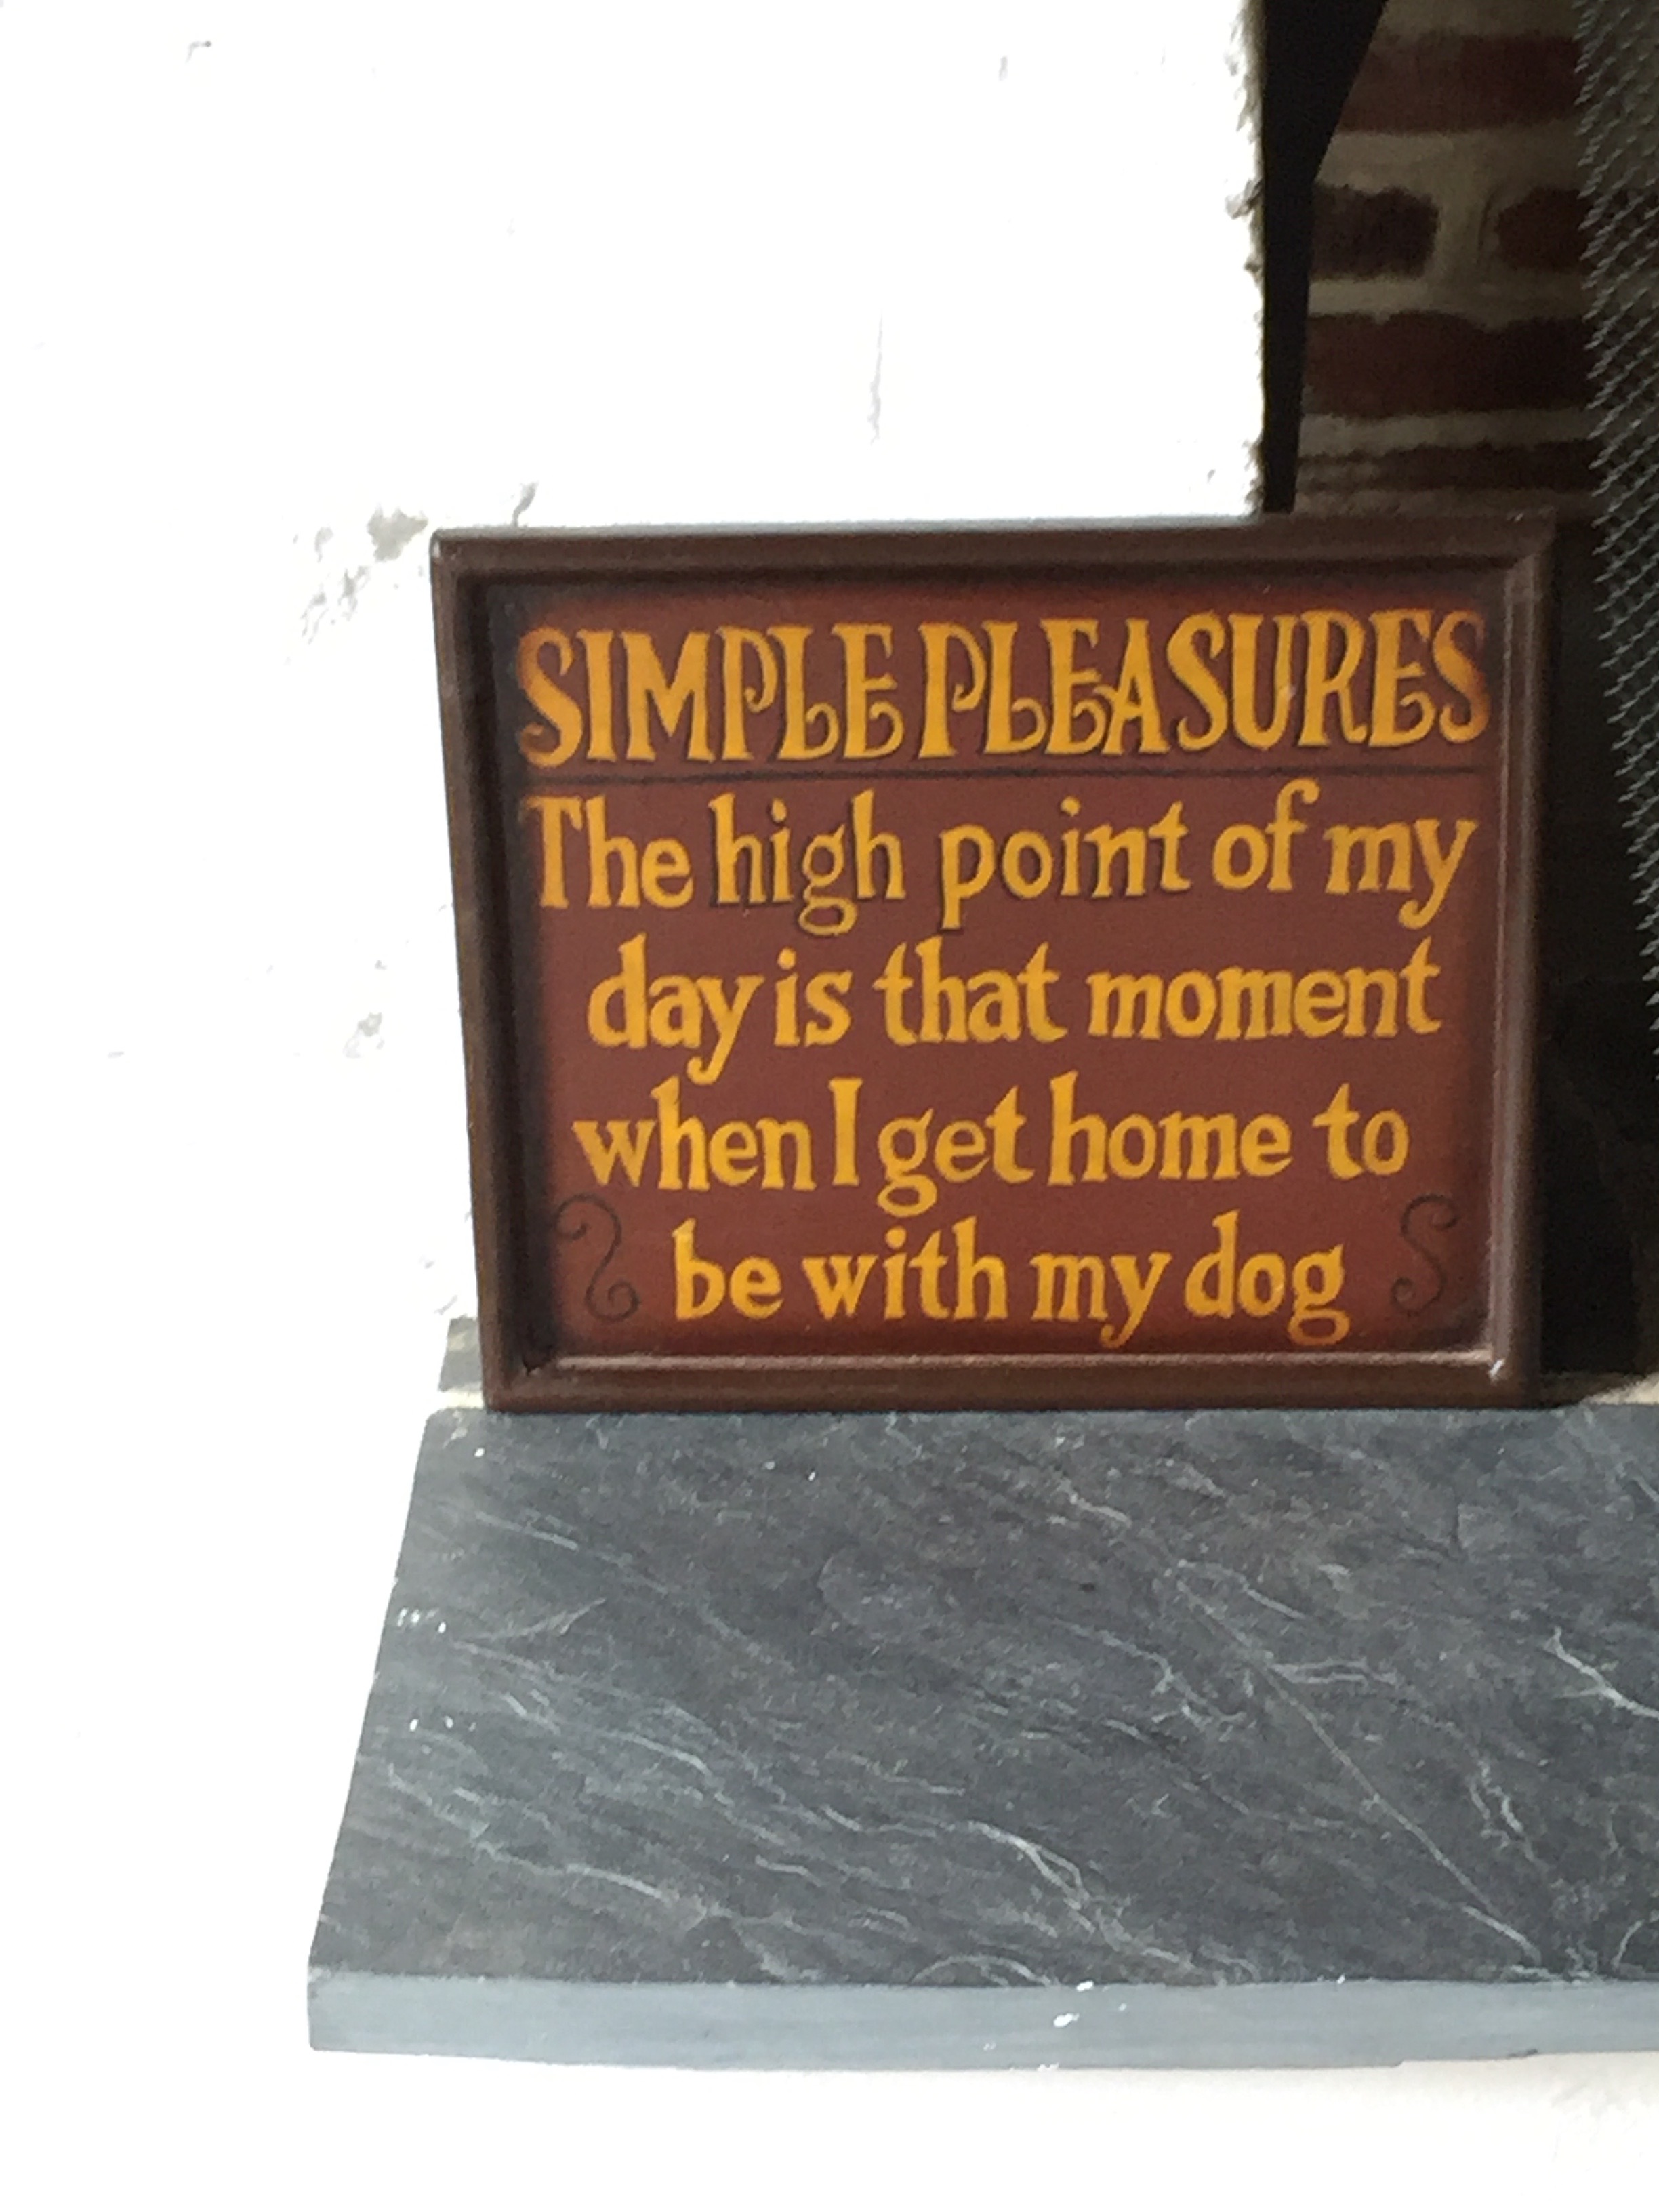 SIMPLE PLEASURES
The high point of my
day is that moment
when I get home to
be with my dog